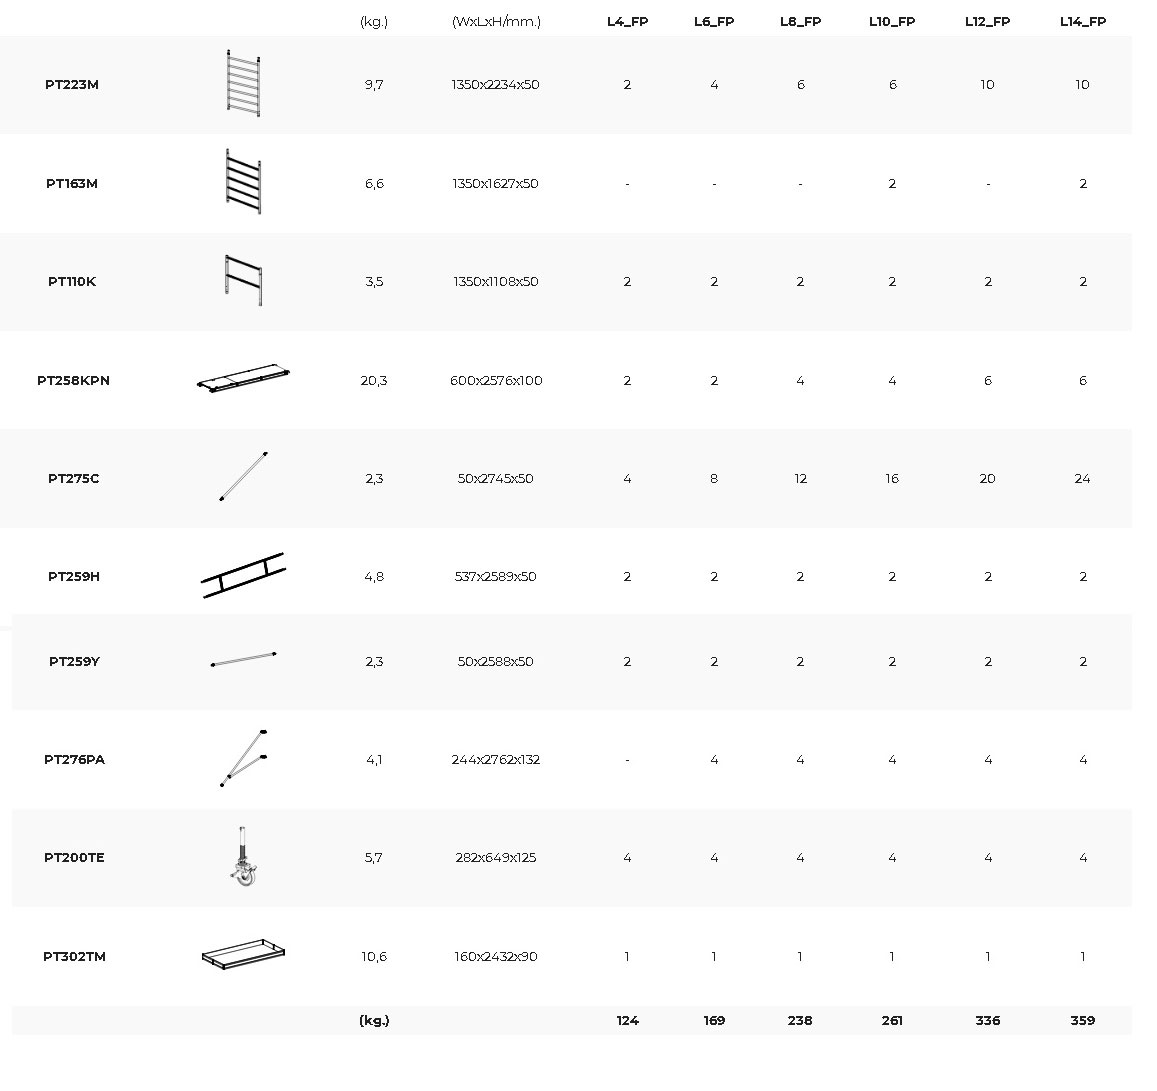 (kg.) (WxLxH/mm.) L4_FP L6_FP L8_FP L10_FP L12_FP L14_FP
PT223M 9,7 1350x2234x50 2 4 6 6 10 10
PT163M 6,6 1350x1627x50 - - - 2 - 2
PT110K 3,5 1350x1108x50 2 2 2 2 2 2
PT258KPN 20,3 600x2576x100 2 2 4 4 6 6
PT275C 2,3 50x2745x50 4 8 12 16 20 24
PT259H 4,8 537x2589x50 2 2 2 2 2 2
PT259Y 2,3 50x2588x50 2 2 2 2 2 2
PT276PA 4,1 244x2762x132 - 4 4 4 4 4
PT200TE 5,7 282x649x125 4 4 4 4 4 4
PT302TM 10,6 160x2432x90 1 1 1 1 1 1
(kg.) 124 169 238 261 336 359